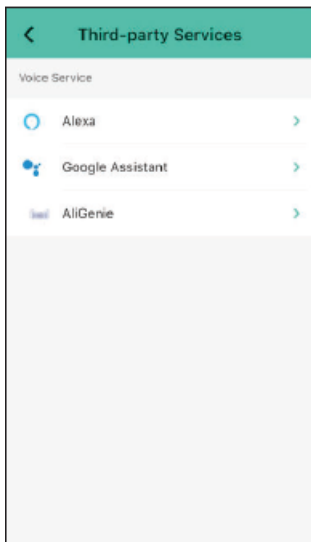 Third-party Services
Voice Service
Alexa
Google Assistant
AliGenie